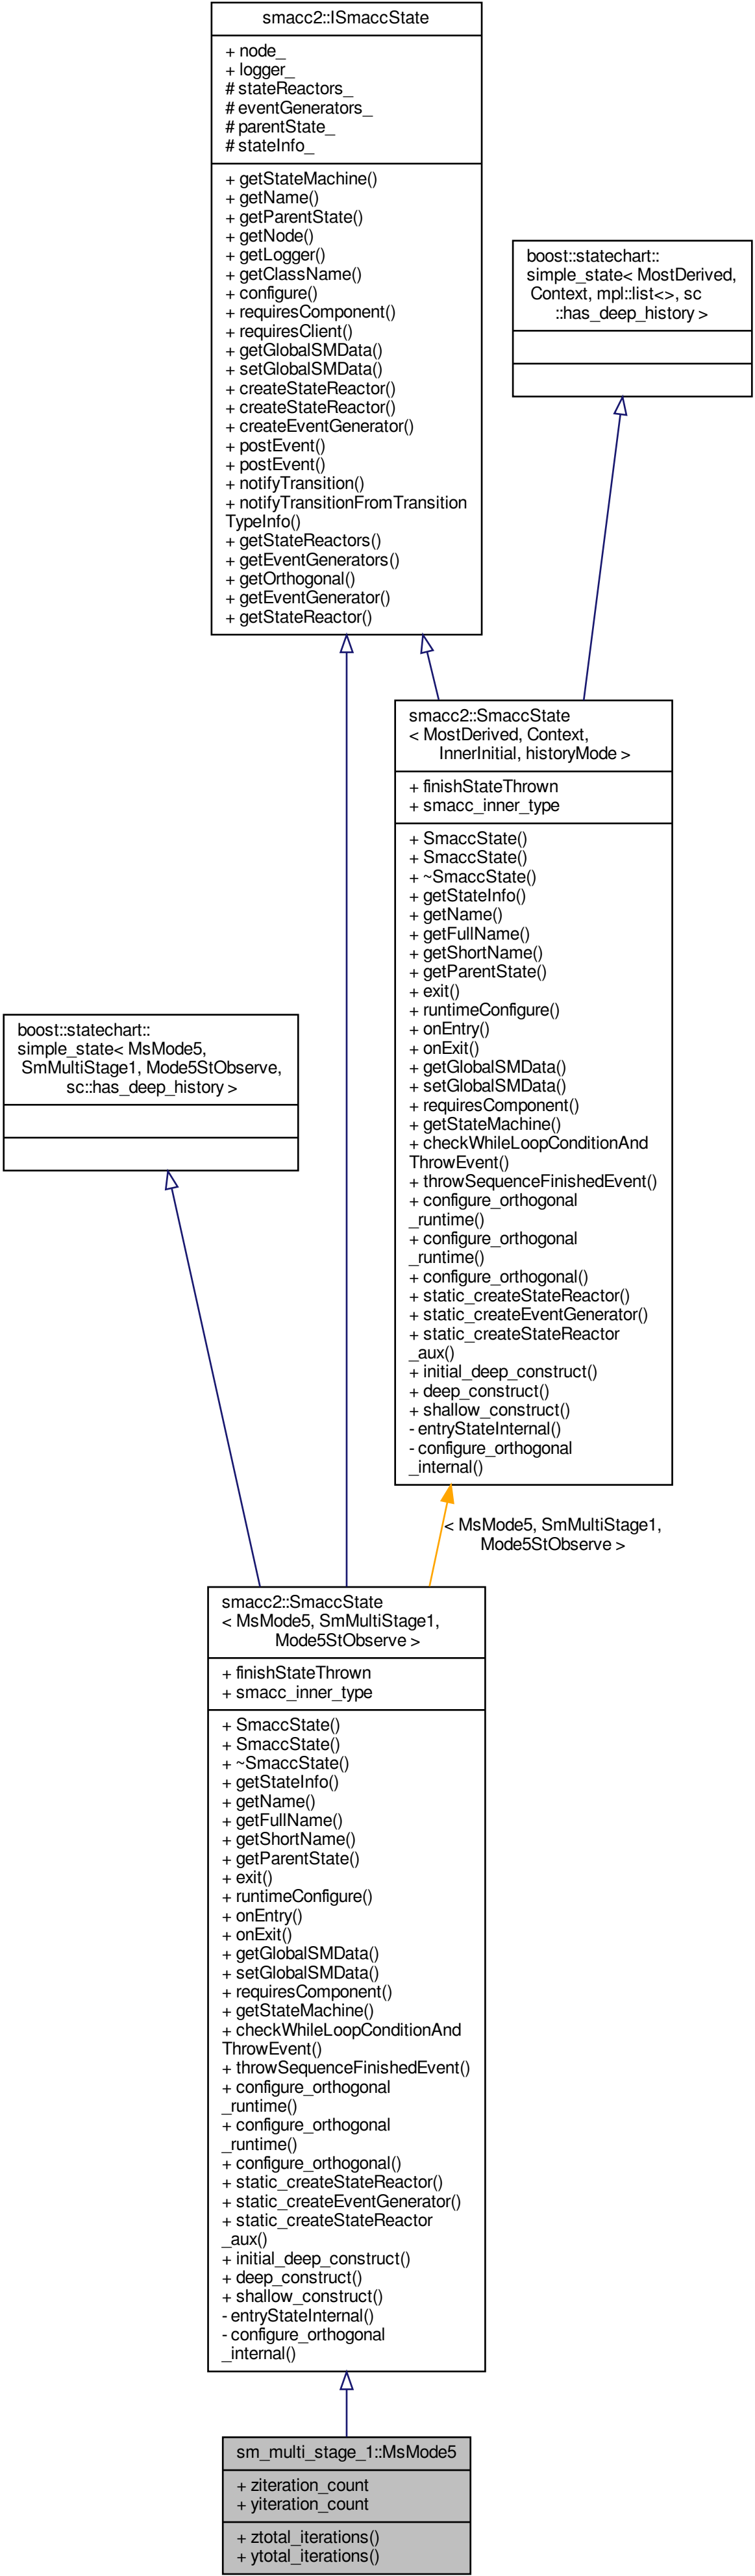 smacc2::ISmaccState
+ node_
+ logger_
# stateReactors_
# eventGenerators_
# parentState_
# stateInfo_
+ getStateMachine()
+ getName()
+ getParentState()
+ getNode()
+ getLogger()
+ getClassName()
+ configure()
+ requiresComponent()
+ requiresClient()
+ getGlobalSMData()
+ setGlobalSMData()
+ createStateReactor()
+ createStateReactor()
+ createEventGenerator()
+ postEvent()
+ postEvent()
+ notifyTransition()
+ notifyTransitionFromTransition
TypeInfo()
+ getStateReactors()
+ getEventGenerators()
+ getOrthogonal()
+ getEventGenerator()
+ getStateReactor()
boost::statechart::
simple_state< MostDerived,
Context, mpl::list<>, sc
::has_deep_history >
smacc2::SmaccState
< MostDerived, Context,
InnerInitial, historyMode >
+ finishStateThrown
+ smacc_inner_type
+ SmaccState()
+ SmaccState()
+ ~SmaccState()
+ getStateInfo()
+ getName()
+ getFullName()
+ getShortName()
+ getParentState()
+ exit()
+ runtimeConfigure()
+ onEntry()
+ onExit()
+ getGlobalSMData()
+ setGlobalSMData()
+ requiresComponent()
+ getStateMachine()
+ checkWhileLoopConditionAnd
ThrowEvent()
+ throwSequenceFinishedEvent()
+ configure_orthogonal
_runtime()
+ configure_orthogonal
_runtime()
+ configure_orthogonal()
+ static_createStateReactor()
+ static_createEventGenerator()
+ static_createStateReactor
_aux()
+ initial_deep_construct()
+ deep_construct()
+ shallow_construct()
- entryStateInternal()
- configure_orthogonal
_internal()
boost::statechart::
simple_state< MsMode5,
SmMultiStage1, Mode5StObserve,
sc::has_deep_history >
< MsMode5, SmMultiStage1,
Mode5StObserve >
smacc2::SmaccState
< MsMode5, SmMultiStage1,
Mode5StObserve >
+ finishStateThrown
+ smacc_inner_type
+ SmaccState()
+ SmaccState()
+ ~SmaccState()
+ getStateInfo()
+ getName()
+ getFullName()
+ getShortName()
+ getParentState()
+ exit()
+ runtimeConfigure()
+ onEntry()
+ onExit()
+ getGlobalSMData()
+ setGlobalSMData()
+ requiresComponent()
+ getStateMachine()
+ checkWhileLoopConditionAnd
ThrowEvent()
+ throwSequenceFinishedEvent()
+ configure_orthogonal
_runtime()
+ configure_orthogonal
_runtime()
+ configure_orthogonal()
+ static_createStateReactor()
+ static_createEventGenerator()
+ static_createStateReactor
_aux()
+ initial_deep_construct()
+ deep_construct()
+ shallow_construct()
- entryStateInternal()
- configure_orthogonal
_internal()
sm_multi_stage_1::MsMode5
+ ziteration_count
+ yiteration_count
+ ztotal_iterations()
+ ytotal_iterations()